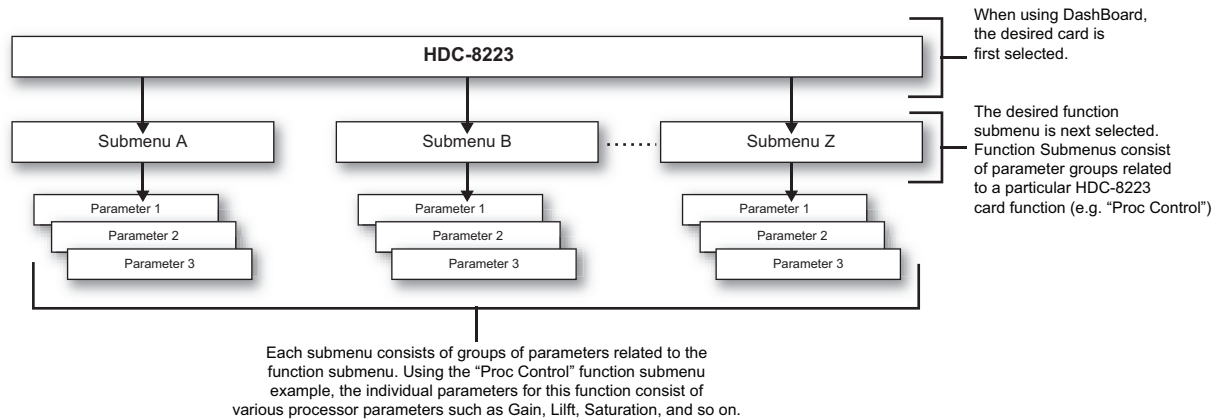 When using DashBoard,
the desired card is
first selected.
HDC-8223
The desired function
submenu is next selected.
Function Submenus consist
of parameter groups related
to a particular HDC-8223
card function (e.g. “Proc Control”)
Submenu A
Submenu B
Submenu Z
Parameter 1
Parameter 2
Parameter 3
Parameter 1
Parameter 2
Parameter 3
Parameter 1
Parameter 2
Parameter 3
Each submenu consists of groups of parameters related to the
function submenu. Using the “Proc Control” function submenu
example, the individual parameters for this function consist of
various processor parameters such as Gain, Lilft, Saturation, and so on.